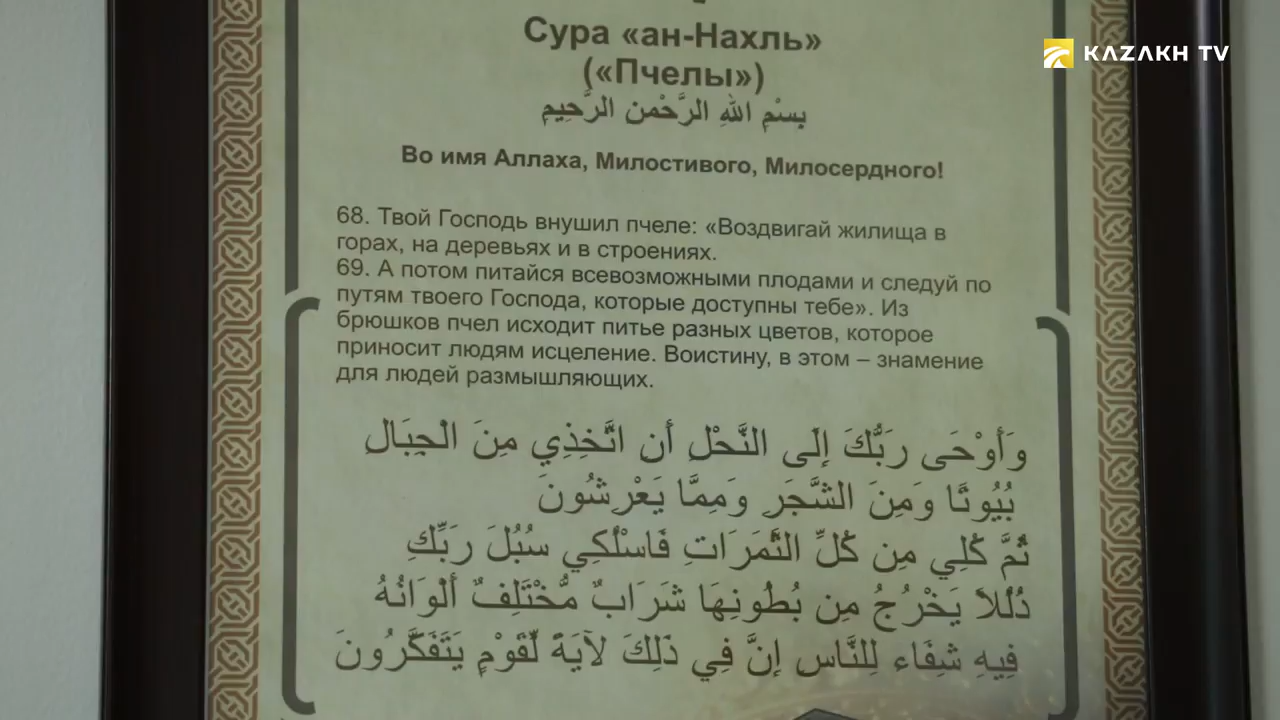 Сура «ан-Нахль»
(«Пчелы»)
بِسْمِ اللهِ الرَّحْمنِ الرَّحِيمِ
Во имя Аллаха, Милостивого, Милосердного!
68. Твой Господь внушил пчеле: «Воздвигай жилища в
горах, на деревьях и в строениях.
69. А потом питайся всевозможными плодами и следуй по
путям твоего Господа, которые доступны тебе». Из
брюшков пчел исходит питье разных цветов, которое
приносит людям исцеление. Воистину, в этом – знамение
для людей размышляющих.
وَأَوْحَى رَبُّكَ إِلَى النَّحْلِ أَنِ اتَّخِذِي مِنَ الْجِبَالِ
بُيُوتًا وَمِنَ الشَّجَرِ وَمِمَّا يَعْرِشُونَ
ثُمَّ كُلِي مِن كُلِّ الثَّمَرَاتِ فَاسْلُكِي سُبُلَ رَبِّكِ
ذُلُلاً يَخْرُجُ مِن بُطُونِهَا شَرَابٌ مُّخْتَلِفٌ أَلْوَانُهُ
فِيهِ شِفَاء لِلنَّاسِ إِنَّ فِي ذَلِكَ لآيَةً لِّقَوْمٍ يَتَفَكَّرُونَ
KAZAKH TV